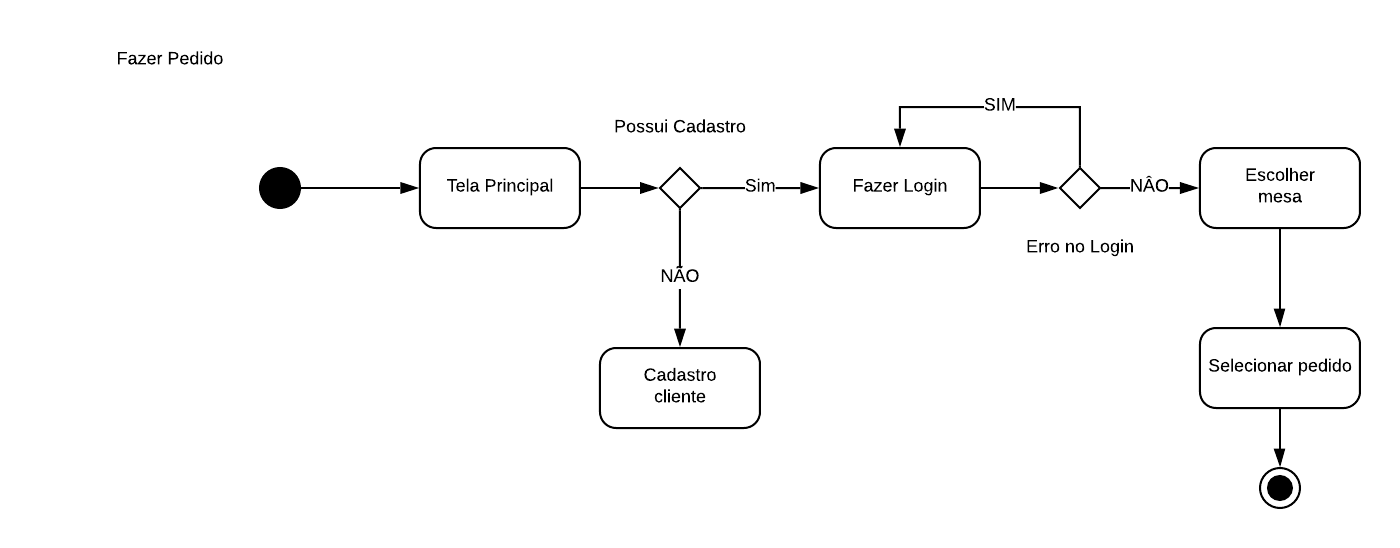 Fazer Pedido
Possui Cadastro
SIM
Tela Principal
Sim
Fazer Login
NÂO
Escolher
mesa
Erro no Login
NÃO
Cadastro
cliente
Selecionar pedido